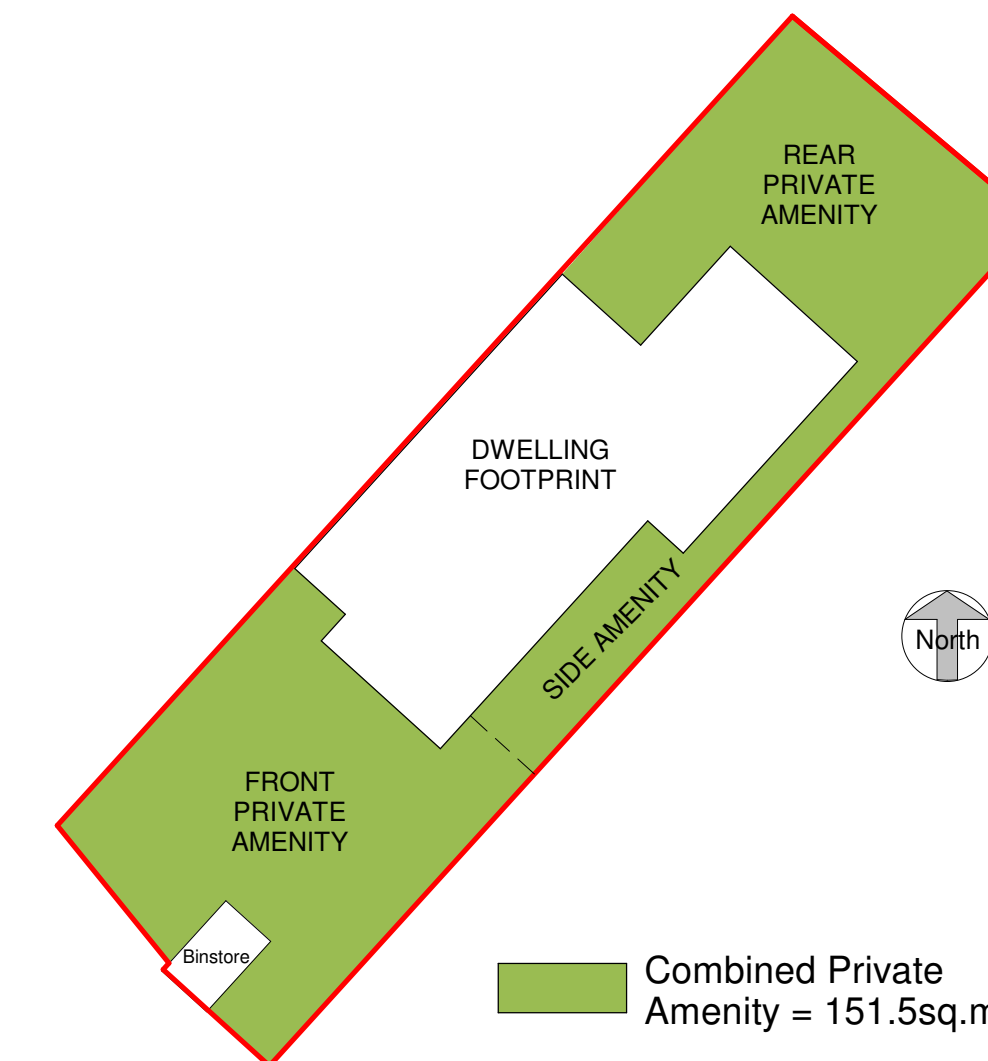 REAR
PRIVATE
AMENITY
DWELLING
FOOTPRINT
SIDE AMENITY
North
FRONT
PRIVATE
AMENITY
Binstore
Combined Private
Amenity = 151.5sq.m